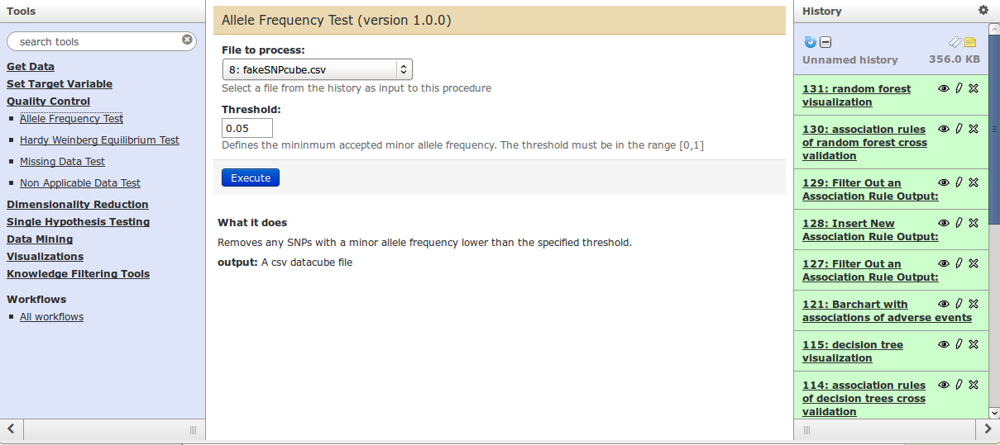 Tools
search tools
Get Data
Set Target Variable
Quality Control
Allele Frequency Test
Hardy Weinberg Equilibrium Test
Missing Data Test
Non Applicable Data Test
Dimensionality Reduction
Single Hypothesis Testing
Data Mining
Visualizations
Knowledge Filtering Tools
Workflows
All workflows
Allele Frequency Test (version 1.0.0)
File to process:
8: fakeSNPcube.csv
Select a file from the history as input to this procedure
Threshold:
0.05
Defines the mininmum accepted minor allele frequency. The threshold must be in the range [0,1]
Execute
What it does
Removes any SNPs with a minor allele frequency lower than the specified threshold.
output: A csv datacube file
History
Unnamed history 356.0 KB
131: random forest
visualization
130: association rules
of random forest cross
validation
129: Filter Out an
Association Rule Output:
128: Insert New
Association Rule Output:
127: Filter Out an
Association Rule Output:
121: Barchart with
associations of adverse events
115: decision tree
visualization
114: association rules
of decision trees cross
validation